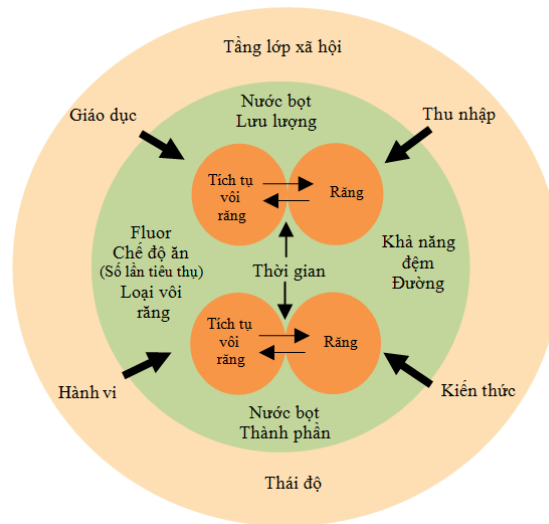 Tầng lớp xã hội
Giáo dục
Thu nhập
Nước bọt
Lưu lượng
Tích tụ
vôi
răng
Răng
Fluor
Chế độ ăn
(Số lần tiêu thụ)
Loại vôi
răng
Thời gian
Khả năng
đệm
Đường
Tích tụ
vôi
răng
Răng
Hành vi
Kiến thức
Nước bọt
Thành phần
Thái độ